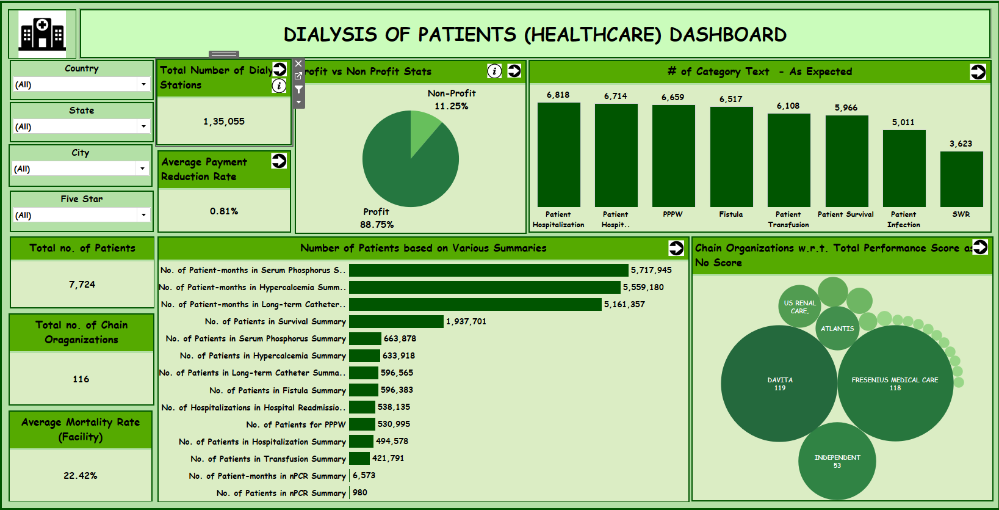 DIALYSIS OF PATIENTS (HEALTHCARE) DASHBOARD
Country
(All)
State
(All)
City
(All)
Five Star
(All)
Total Number of Dialy
Stations
1,35,055
Average Payment
Reduction Rate
0.81%
rofit vs Non Profit Stats
Non-Profit
11.25%
Profit
88.75%
# of Category Text - As Expected
6,818
6,714
6,659
6,517
6,108
5,966
5,011
3,623
Patient
Hospitalization
Patient
Hospit..
PPPW
Fistula
Patient
Transfusion
Patient Survival
Patient
Infection
SWR
Total no. of Patients
7,724
Total no. of Chain
Oraganizations
116
Average Mortality Rate
(Facility)
22.42%
Number of Patients based on Various Summaries
No. of Patient-months in Serum Phosphorus S.. 5,717,945
No. of Patient-months in Hypercalcemia Summ.. 5,559,180
No. of Patient-months in Long-term Catheter.. 5,161,357
No. of Patients in Survival Summary 1,937,701
No. of Patients in Serum Phosphorus Summary 663,878
No. of Patients in Hypercalcemia Summary 633,918
No. of Patients in Long-term Catheter Summa.. 596,565
No. of Patients in Fistula Summary 596,383
No. of Hospitalizations in Hospital Readmissio.. 538,135
No. of Patients for PPPW 530,995
No. of Patients in Hospitalization Summary 494,578
No. of Patients in Transfusion Summary 421,791
No. of Patient-months in nPCR Summary 6,573
No. of Patients in nPCR Summary 980
Chain Organizations w.r.t. Total Performance Score as
No Score
US RENAL
CARE,
ATLANTIS
DAVITA
119
FRESENIUS MEDICAL CARE
118
INDEPENDENT
53